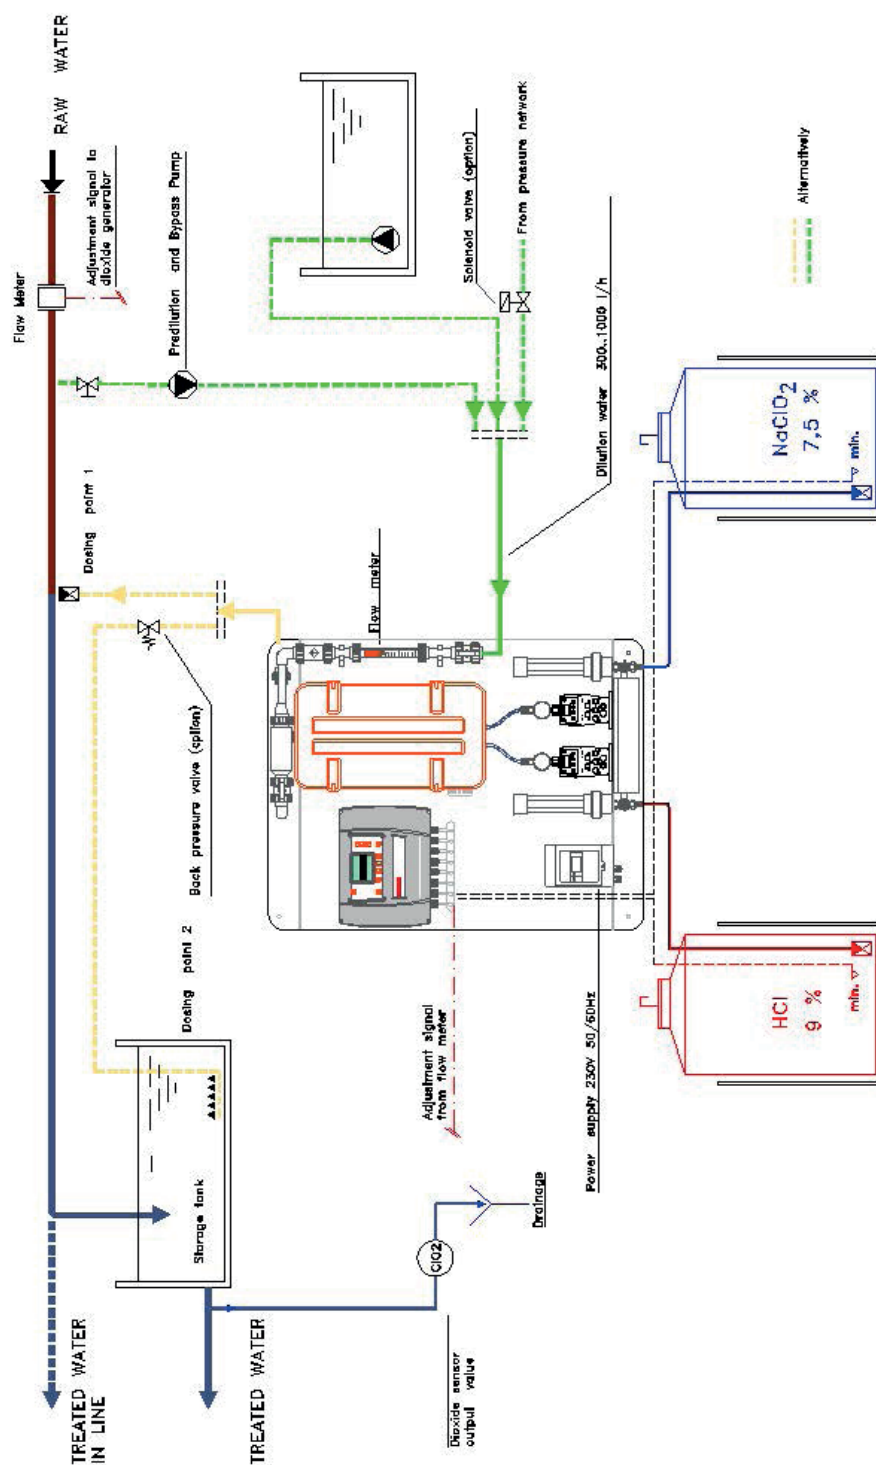 RAW WATER
Flow Meter
Adjustment signal to
dioxide generator
Predilution and Bypass Pump
Solenoid valve (option)
From pressure network
Alternatively
Dosing point 1
Dilution water 300..1000 l/h
Flow meter
Back pressure valve (option)
NaClO2
7,5 %
min.
Dosing point 2
Storage tank
Adjustment signal
from flow meter
Power supply 230V 50/60Hz
HCl
9 %
min.
TREATED WATER
IN LINE
TREATED WATER
ClO2
Drainage
Dioxide sensor
output value